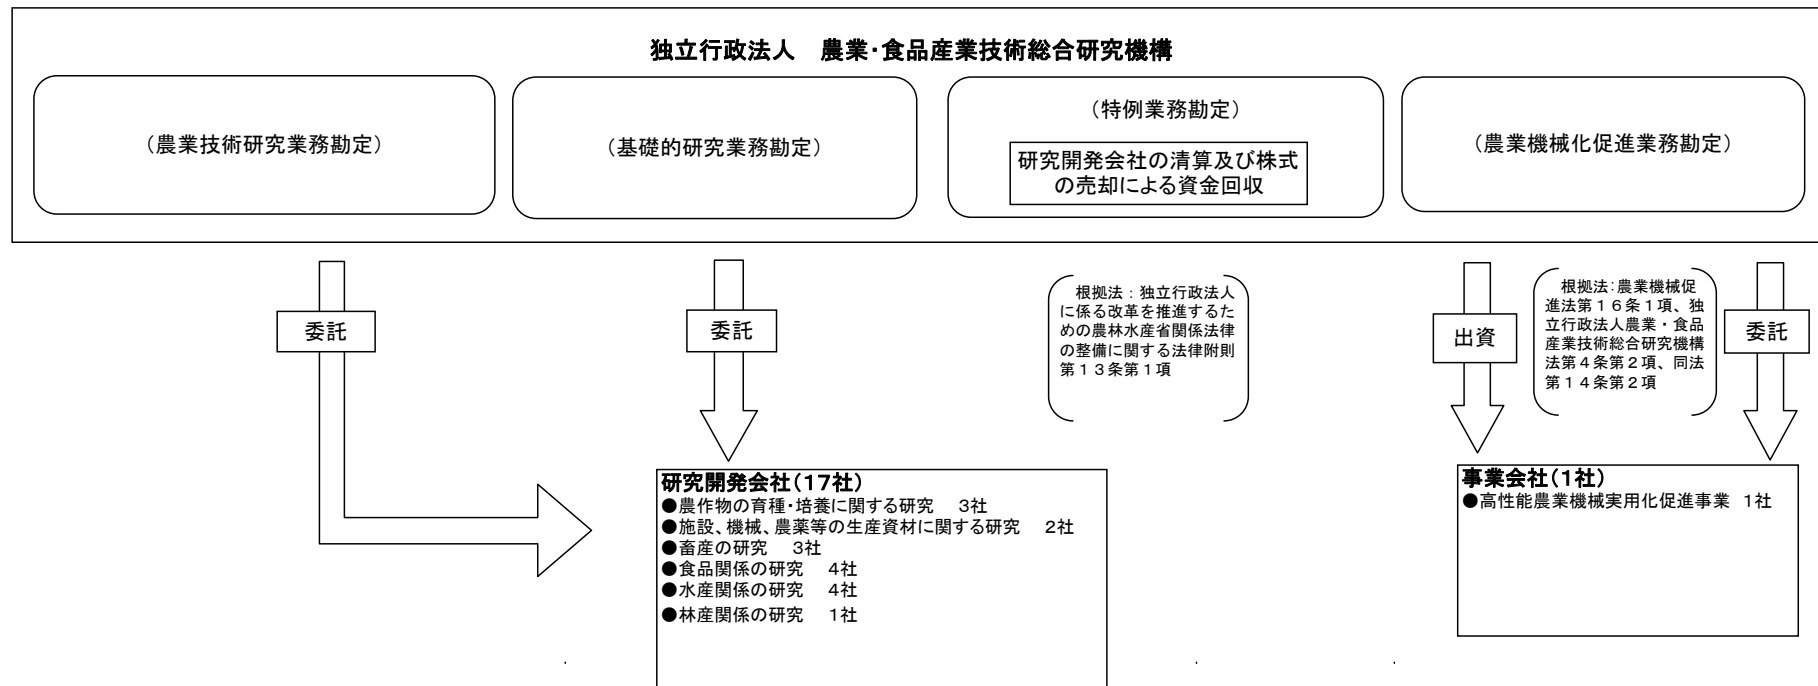 独立行政法人　農業・食品産業技術総合研究機構
（農業技術研究業務勘定）
（基礎的研究業務勘定）
（特例業務勘定）
研究開発会社の清算及び株式
の売却による資金回収
（農業機械化促進業務勘定）
委託
委託
根拠法：独立行政法人
に係る改革を推進するた
めの農林水産省関係法律
の整備に関する法律附則
第１３条第１項
出資
根拠法:農業機械促
進法第１６条１項、独
立行政法人農業・食品
産業技術総合研究機構
法第４条第２項、同法
第１４条第２項
委託
研究開発会社（１７社）
●農作物の育種・培養に関する研究　３社
●施設、機械、農薬等の生産資材に関する研究　２社
●畜産の研究　３社
●食品関係の研究　４社
●水産関係の研究　４社
●林産関係の研究　１社
事業会社（１社）
●高性能農業機械実用化促進事業　１社